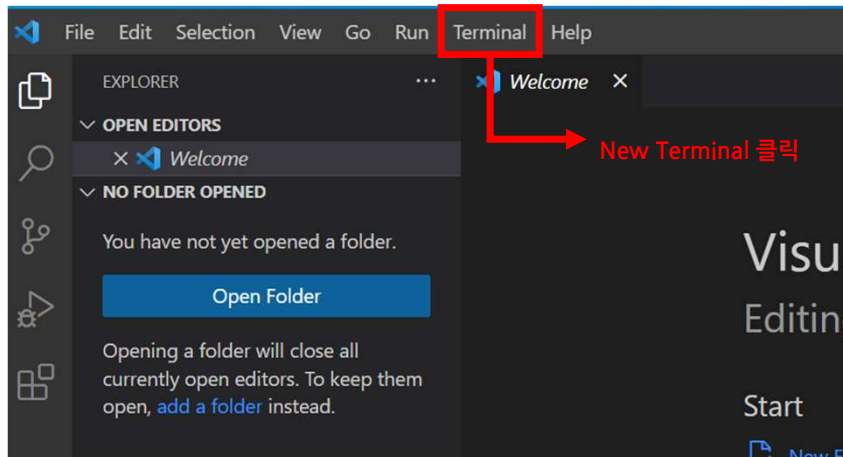 File Edit Selection View Go Run Terminal Help
EXPLORER
Welcome
OPEN EDITORS
Welcome
New Terminal 클릭
NO FOLDER OPENED
You have not yet opened a folder.
Open Folder
Opening a folder will close all
currently open editors. To keep them
open, add a folder instead.
Visu
Editin
Start
New F